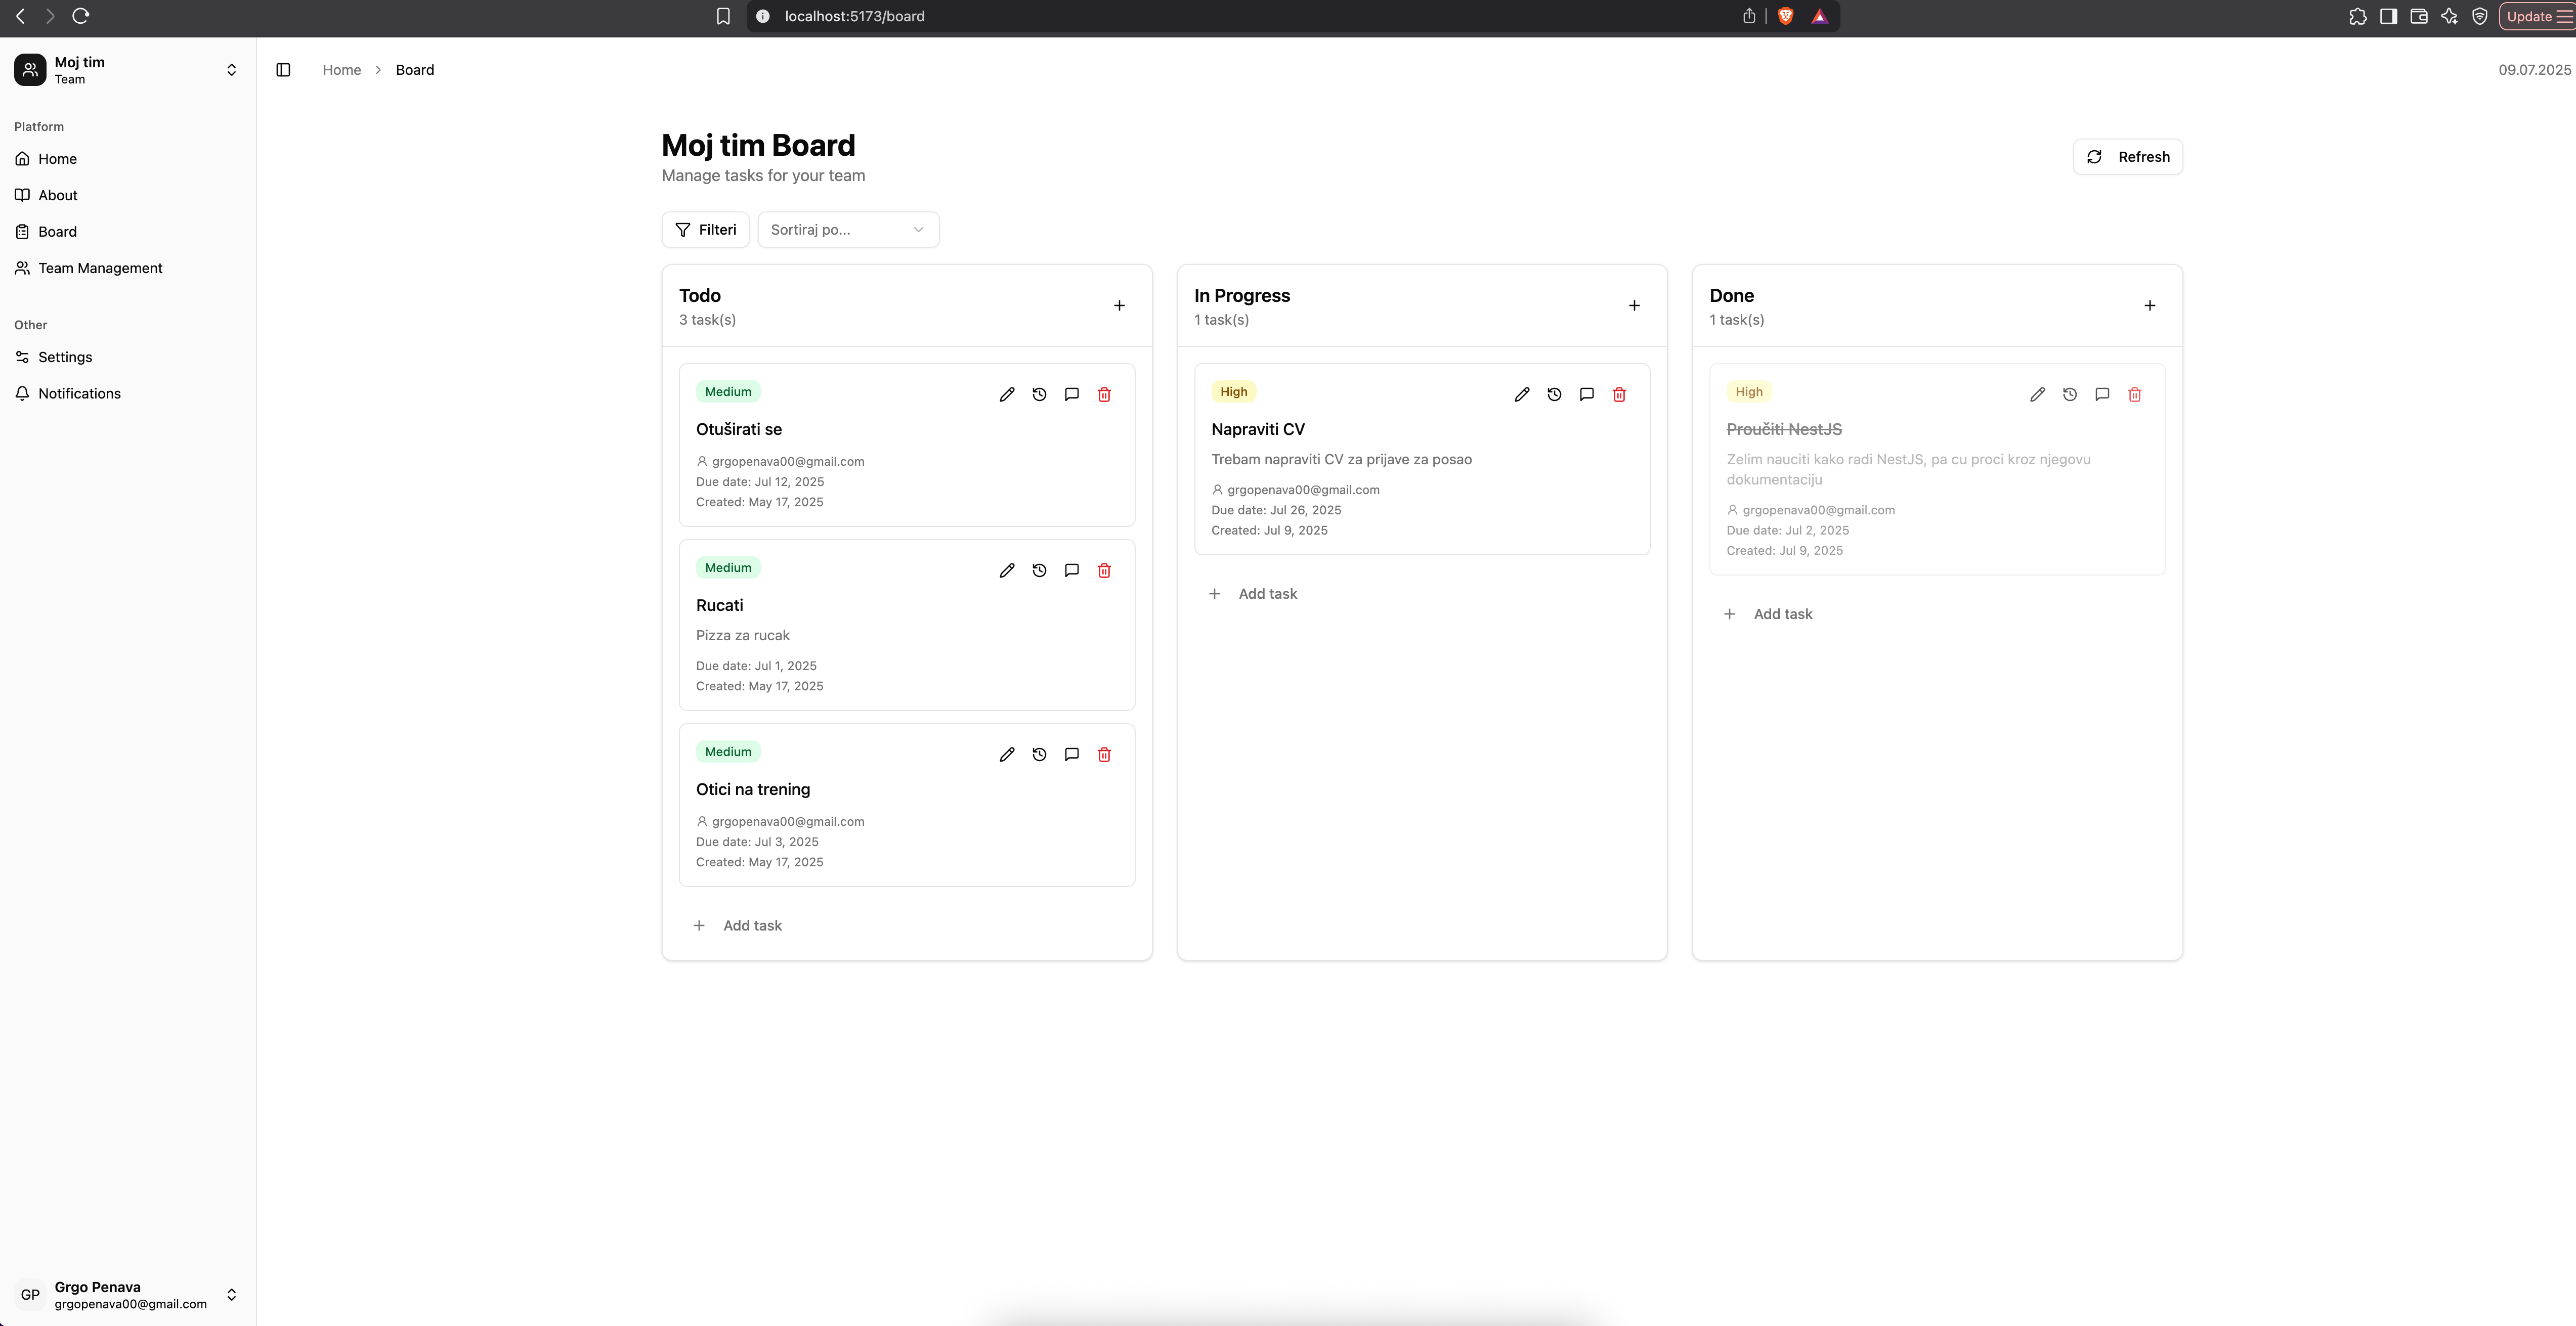 localhost:5173/board
Update
Moj tim
Team
Home
Board
09.07.2025
Platform
Home
About
Board
Team Management
Other
Settings
Notifications
Moj tim Board
Manage tasks for your team
Refresh
Filteri
Sortiraj po...
Todo
3 task(s)
Medium
Otuširati se
grgopenava00@gmail.com
Due date: Jul 12, 2025
Created: May 17, 2025
Medium
Rucati
Pizza za rucak
Due date: Jul 1, 2025
Created: May 17, 2025
Medium
Otici na trening
grgopenava00@gmail.com
Due date: Jul 3, 2025
Created: May 17, 2025
Add task
In Progress
1 task(s)
High
Napraviti CV
Trebam napraviti CV za prijave za posao
grgopenava00@gmail.com
Due date: Jul 26, 2025
Created: Jul 9, 2025
Add task
Done
1 task(s)
High
Proučiti NestJS
Zelim nauciti kako radi NestJS, pa cu proci kroz njegovu
dokumentaciju
grgopenava00@gmail.com
Due date: Jul 2, 2025
Created: Jul 9, 2025
Add task
GP
Grgo Penava
grgopenava00@gmail.com